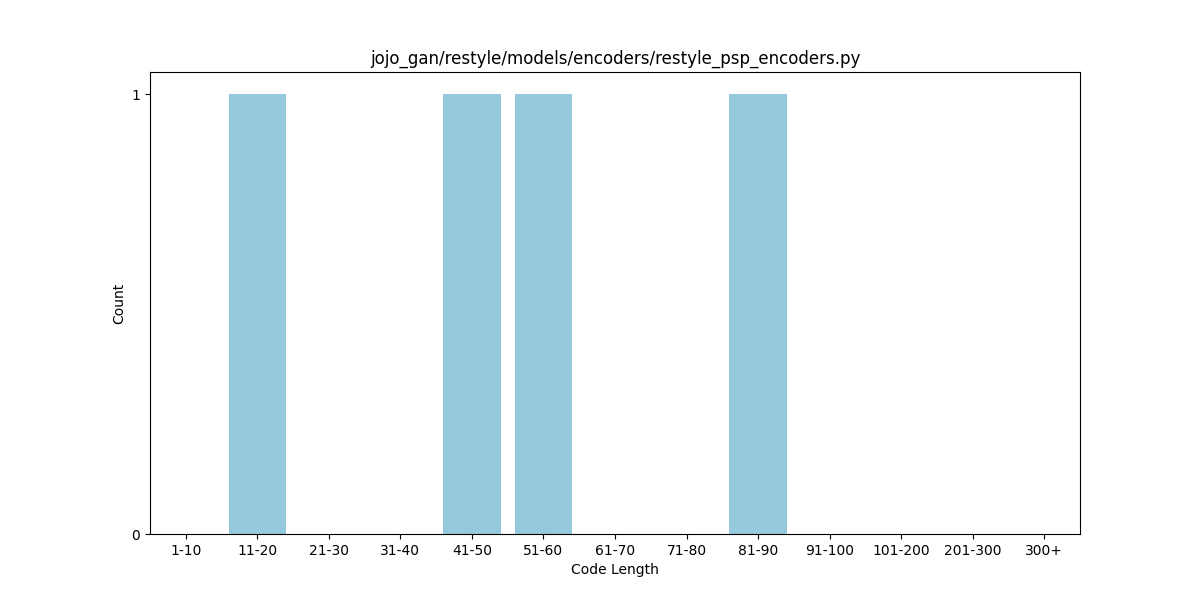 jojo_gan/restyle/models/encoders/restyle_psp_encoders.py
1
Count
0
1-10 11-20 21-30 31-40 41-50 51-60 61-70 71-80 81-90 91-100 101-200 201-300 300+
Code Length